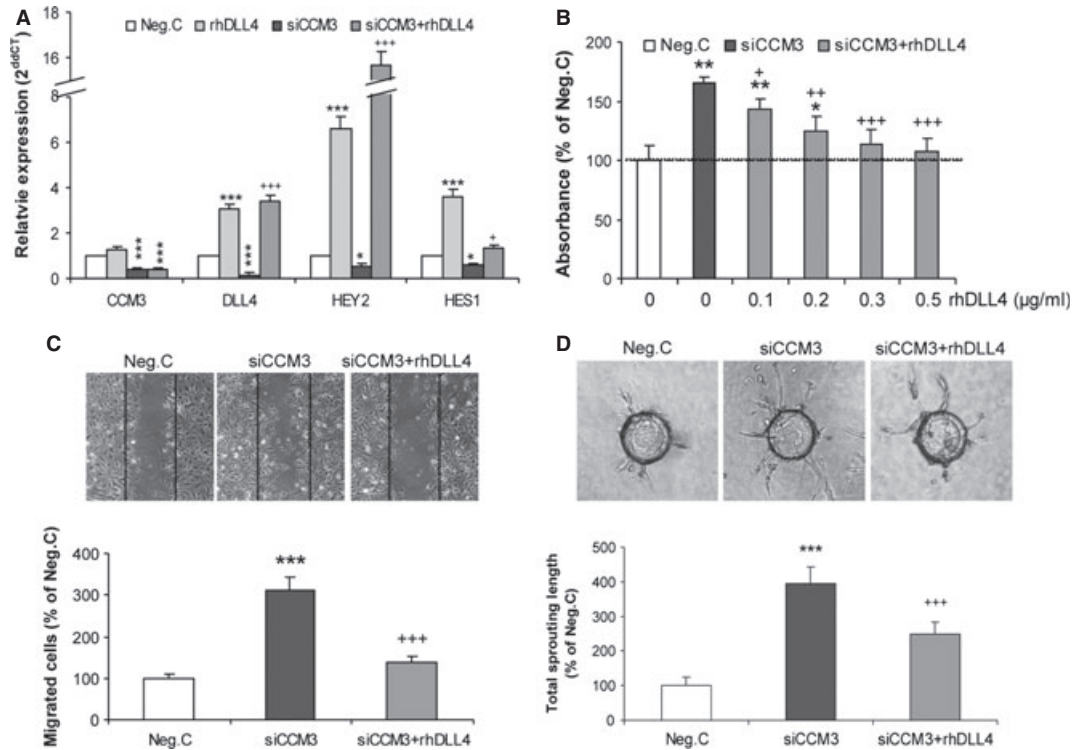 A
Neg.C rhDLL4 siCCM3 siCCM3+rhDLL4
Relatvie expression (2^ddCT)
18
16
8
6
4
2
0
*** *** *** *** +++ *** * +++ *** * +
CCM3 DLL4 HEY2 HES1
B
Neg.C siCCM3 siCCM3+rhDLL4
Absorbance (% of Neg.C)
200
150
100
50
0
** + ** ++ * +++ +++
0 0 0.1 0.2 0.3 0.5 rhDLL4 (µg/ml)
C
Neg.C siCCM3 siCCM3+rhDLL4
Migrated cells (% of Neg.C)
400
300
200
100
0
*** +++
Neg.C siCCM3 siCCM3+rhDLL4
D
Neg.C siCCM3 siCCM3+rhDLL4
Total sprouting length
(% of Neg.C)
500
400
300
200
100
0
*** +++
Neg.C siCCM3 siCCM3+rhDLL4